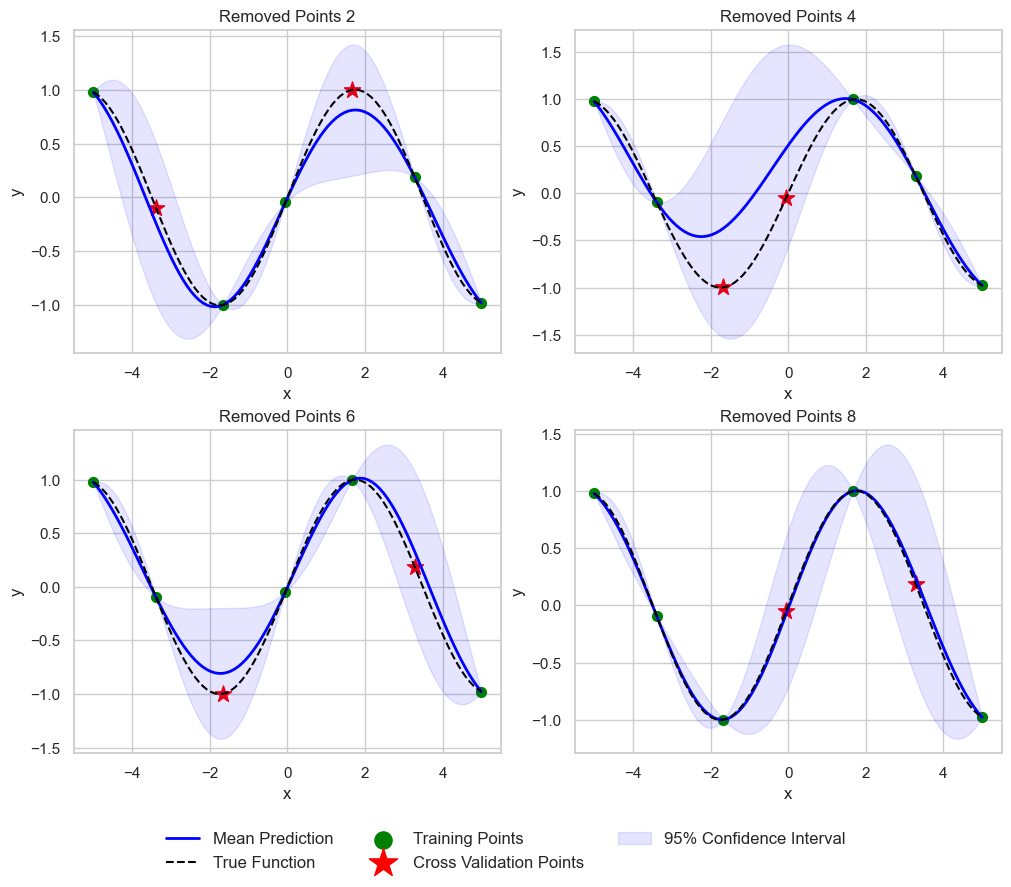 Removed Points 2
1.5
1.0
0.5
0.0
−0.5
−1.0
y
−4 −2 0 2 4
x
Removed Points 4
1.5
1.0
0.5
0.0
−0.5
−1.0
−1.5
y
−4 −2 0 2 4
x
Removed Points 6
1.0
0.5
0.0
−0.5
−1.0
−1.5
y
−4 −2 0 2 4
x
Removed Points 8
1.5
1.0
0.5
0.0
−0.5
−1.0
y
−4 −2 0 2 4
x
Mean Prediction
True Function
Training Points
Cross Validation Points
95% Confidence Interval